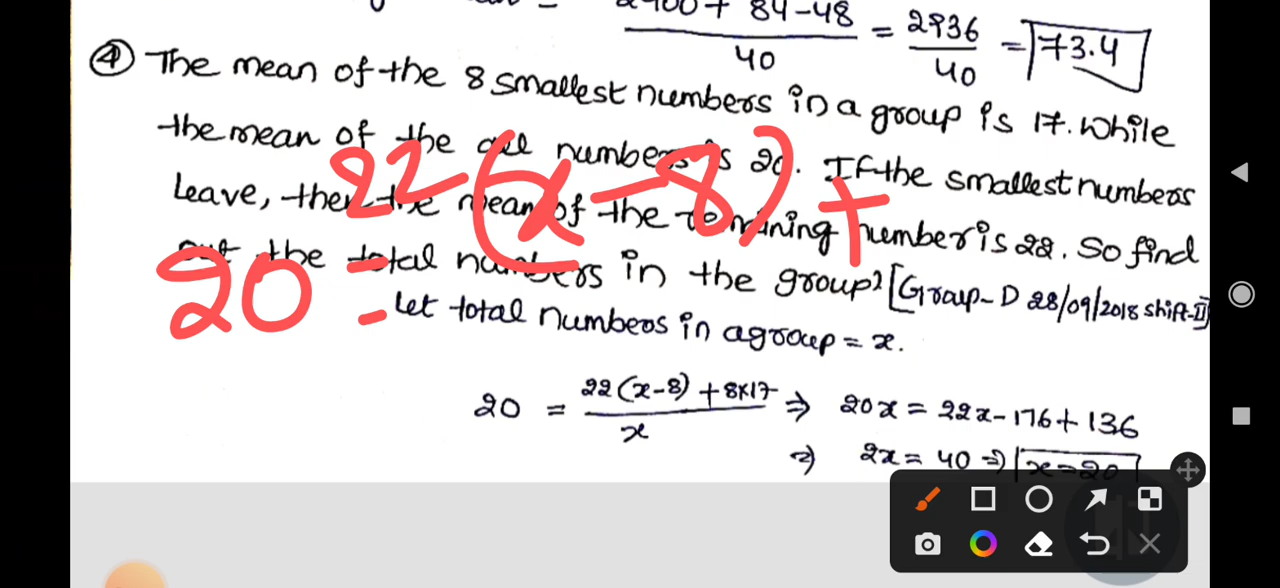 2400 + 84-48
40
= 2936
40
= 73.4
④ The mean of the 8 smallest numbers in a group is 17. while
the mean of the all numbers is 20. If the smallest numbers
leave, then the mean of the remaining number is 22. So find
out the total numbers in the group? [Group-D 28/09/2018 shift-II]
22(x-8)+
20 =
Let total numbers in a group = x.
20 = 22(x-8) + 8×17
x
⇒ 20x = 22x - 176 + 136
⇒ 2x = 40 ⇒ x=20